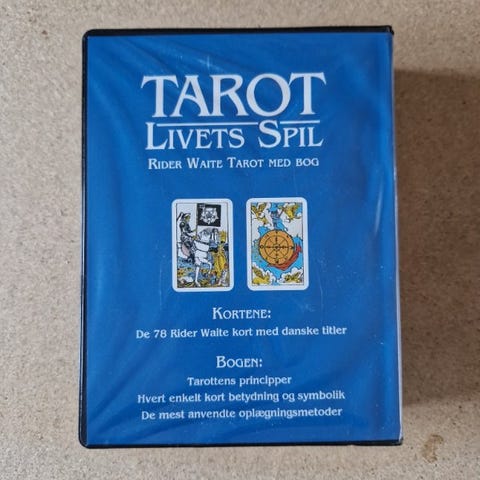 TAROT
LIVETS SPIL
RIDER WAITE TAROT MED BOG
KORTENE:
De 78 Rider Waite kort med danske titler
BOGEN:
Tarottens principper
Hvert enkelt kort betydning og symbolik
De mest anvendte oplægningsmetoder